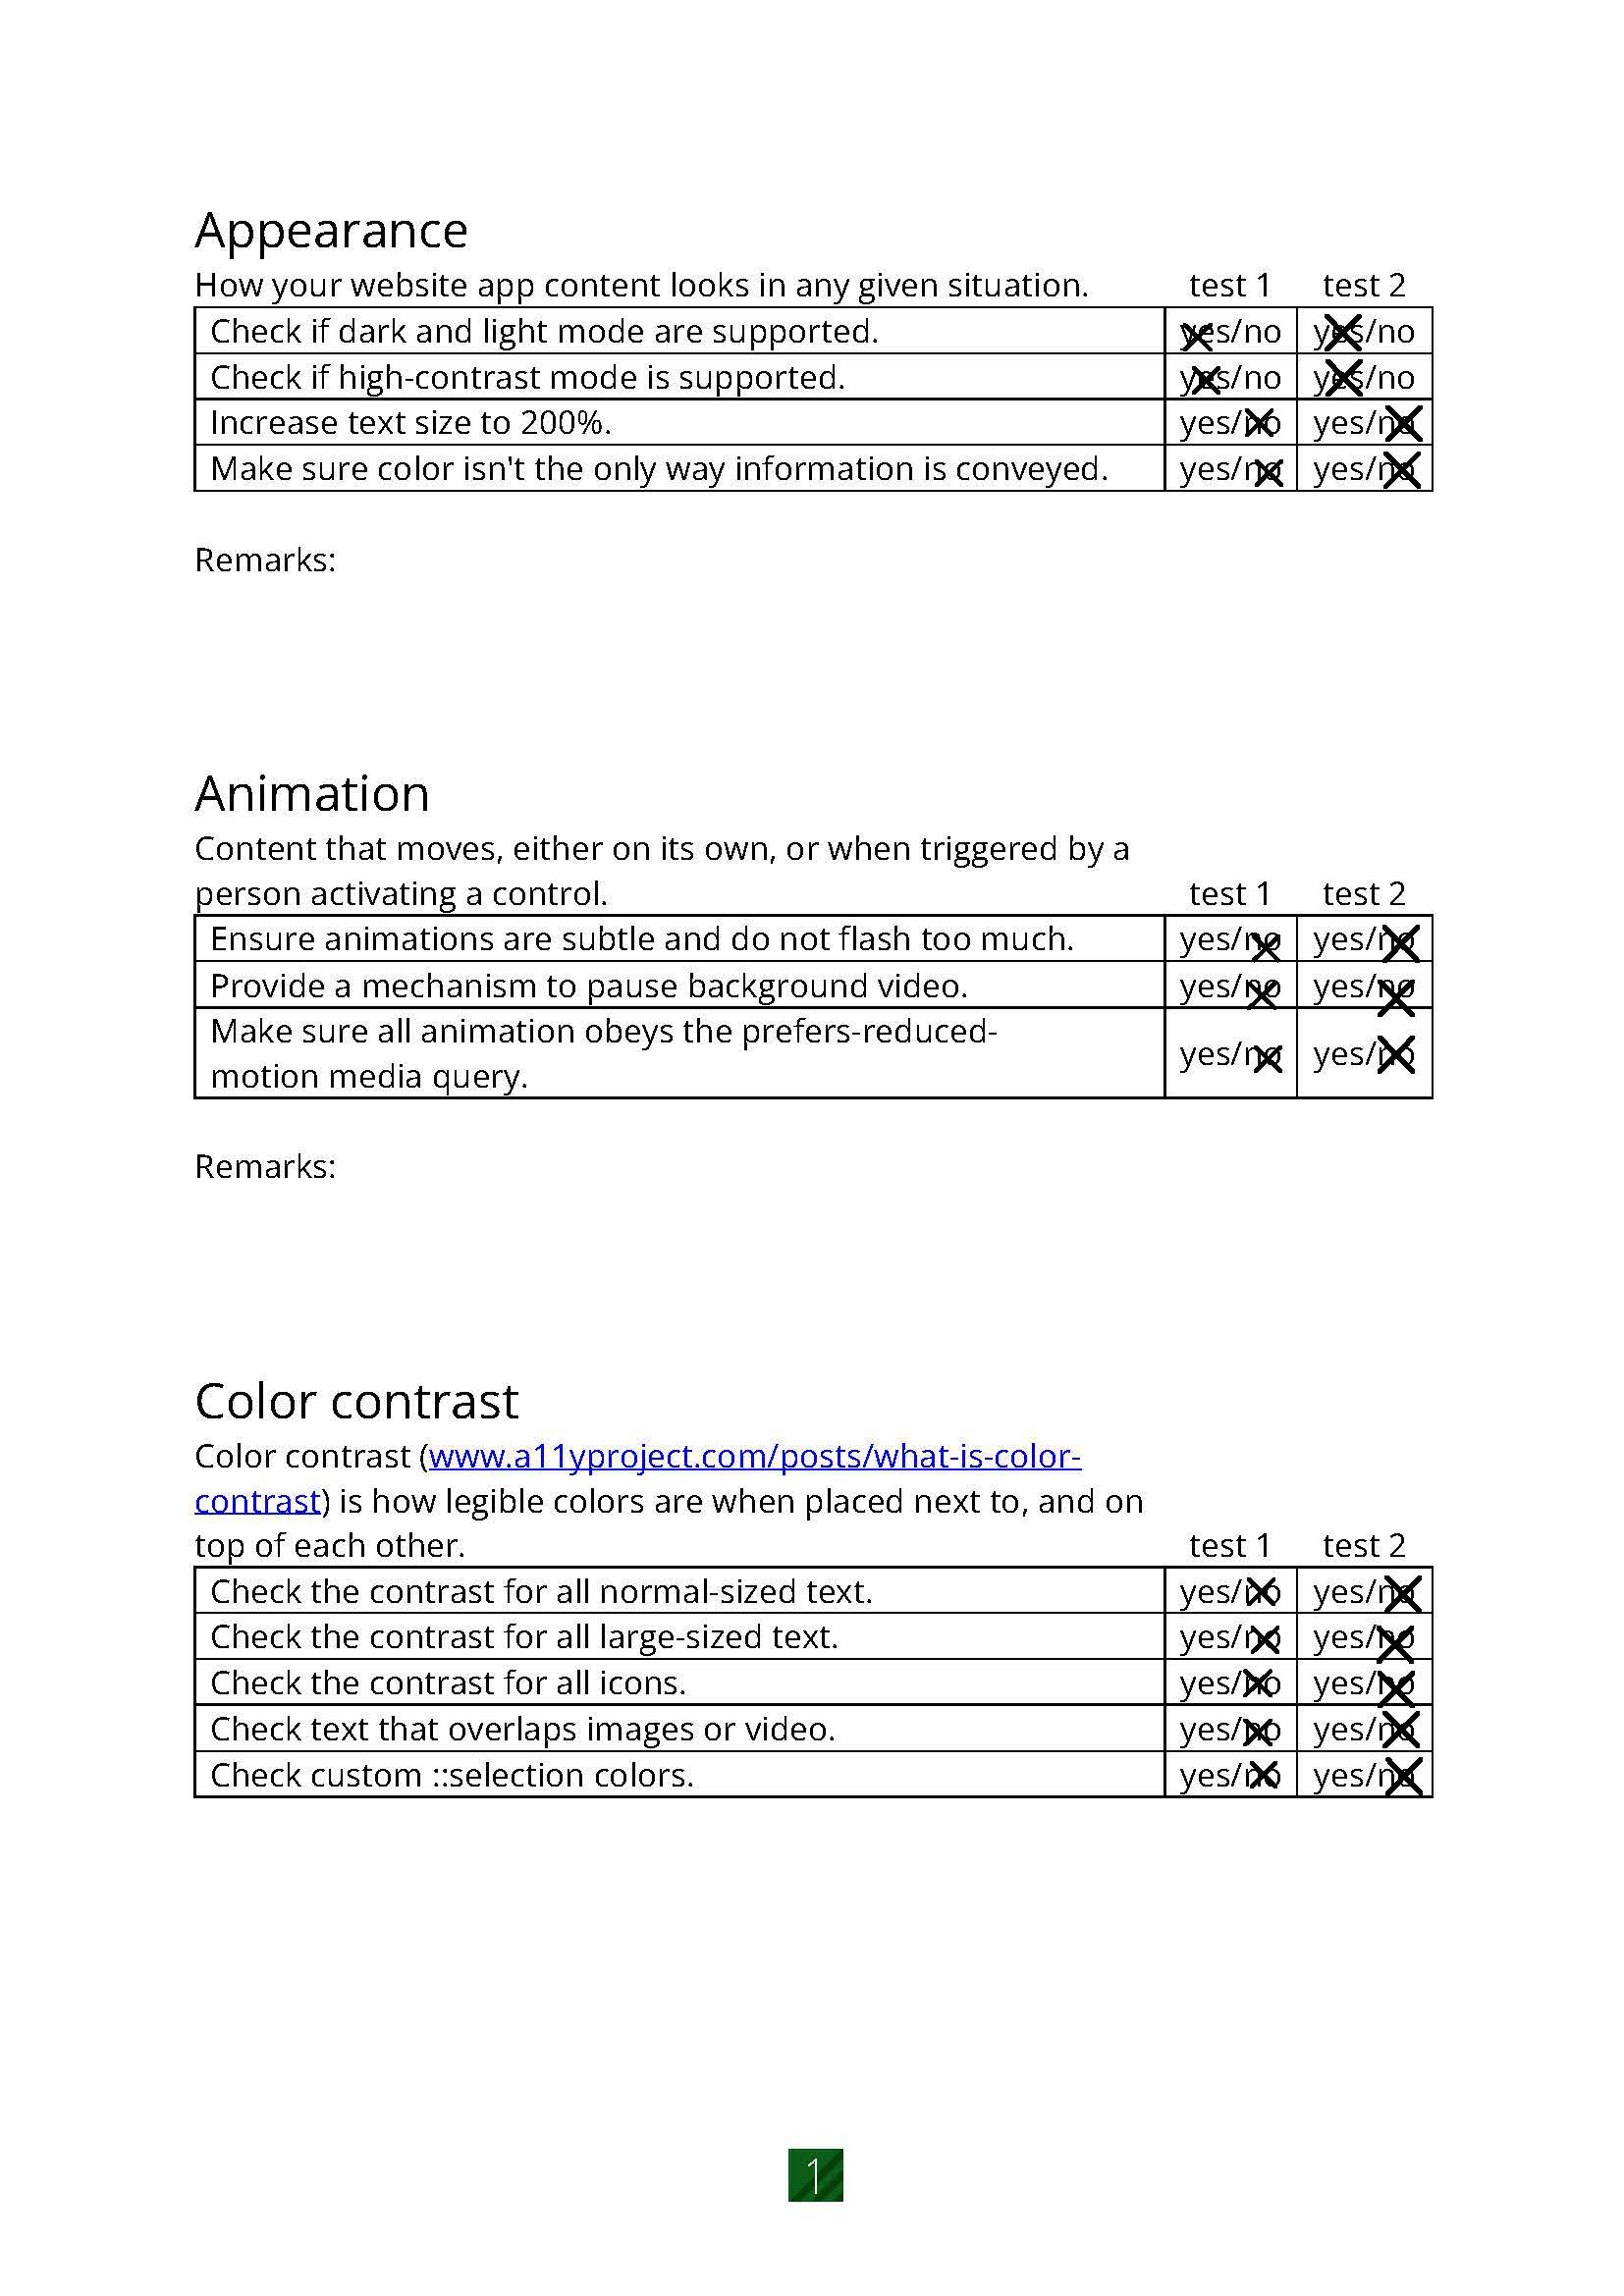 Appearance
How your website app content looks in any given situation. test 1 test 2
Check if dark and light mode are supported. yes/no yes/no
Check if high-contrast mode is supported. yes/no yes/no
Increase text size to 200%. yes/no yes/no
Make sure color isn't the only way information is conveyed. yes/no yes/no
Remarks:
Animation
Content that moves, either on its own, or when triggered by a
person activating a control. test 1 test 2
Ensure animations are subtle and do not flash too much. yes/no yes/no
Provide a mechanism to pause background video. yes/no yes/no
Make sure all animation obeys the prefers-reduced-
motion media query. yes/no yes/no
Remarks:
Color contrast
Color contrast (www.a11yproject.com/posts/what-is-color-
contrast) is how legible colors are when placed next to, and on
top of each other. test 1 test 2
Check the contrast for all normal-sized text. yes/no yes/no
Check the contrast for all large-sized text. yes/no yes/no
Check the contrast for all icons. yes/no yes/no
Check text that overlaps images or video. yes/no yes/no
Check custom ::selection colors. yes/no yes/no
1